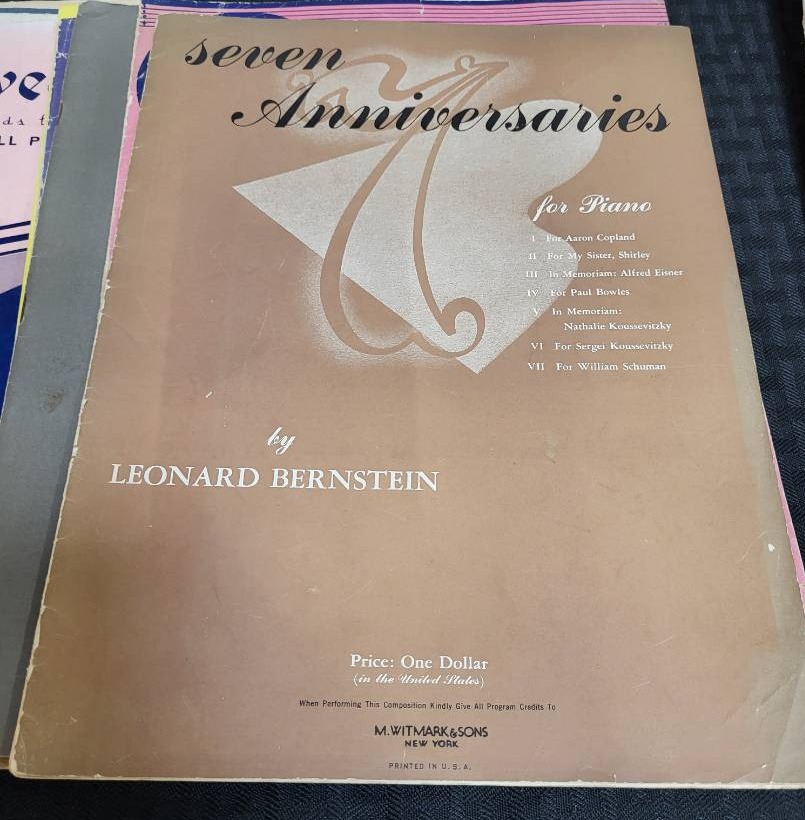 seven
Anniversaries
for Piano
I For Aaron Copland
II For My Sister, Shirley
III In Memoriam: Alfred Eisner
IV For Paul Bowles
V In Memoriam:
Nathalie Koussevitzky
VI For Sergei Koussevitzky
VII For William Schuman
by
LEONARD BERNSTEIN
Price: One Dollar
(in the United States)
When Performing This Composition Kindly Give All Program Credits To
M. WITMARK & SONS
NEW YORK
PRINTED IN U. S. A.